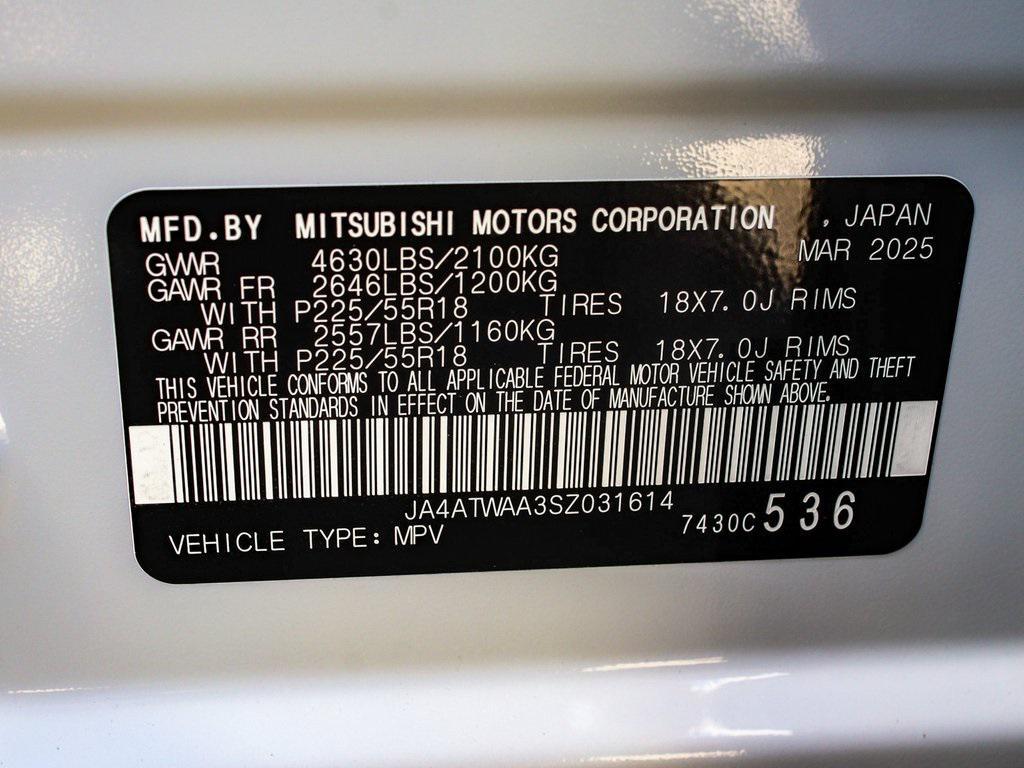 MFD.BY MITSUBISHI MOTORS CORPORATION , JAPAN
MAR 2025
GVWR 4630LBS/2100KG
GAWR FR 2646LBS/1200KG
WITH P225/55R18 TIRES 18X7.0J RIMS
GAWR RR 2557LBS/1160KG
WITH P225/55R18 TIRES 18X7.0J RIMS
THIS VEHICLE CONFORMS TO ALL APPLICABLE FEDERAL MOTOR VEHICLE SAFETY AND THEFT
PREVENTION STANDARDS IN EFFECT ON THE DATE OF MANUFACTURE SHOWN ABOVE.
JA4ATWAA3SZ031614
7430C 536
VEHICLE TYPE: MPV